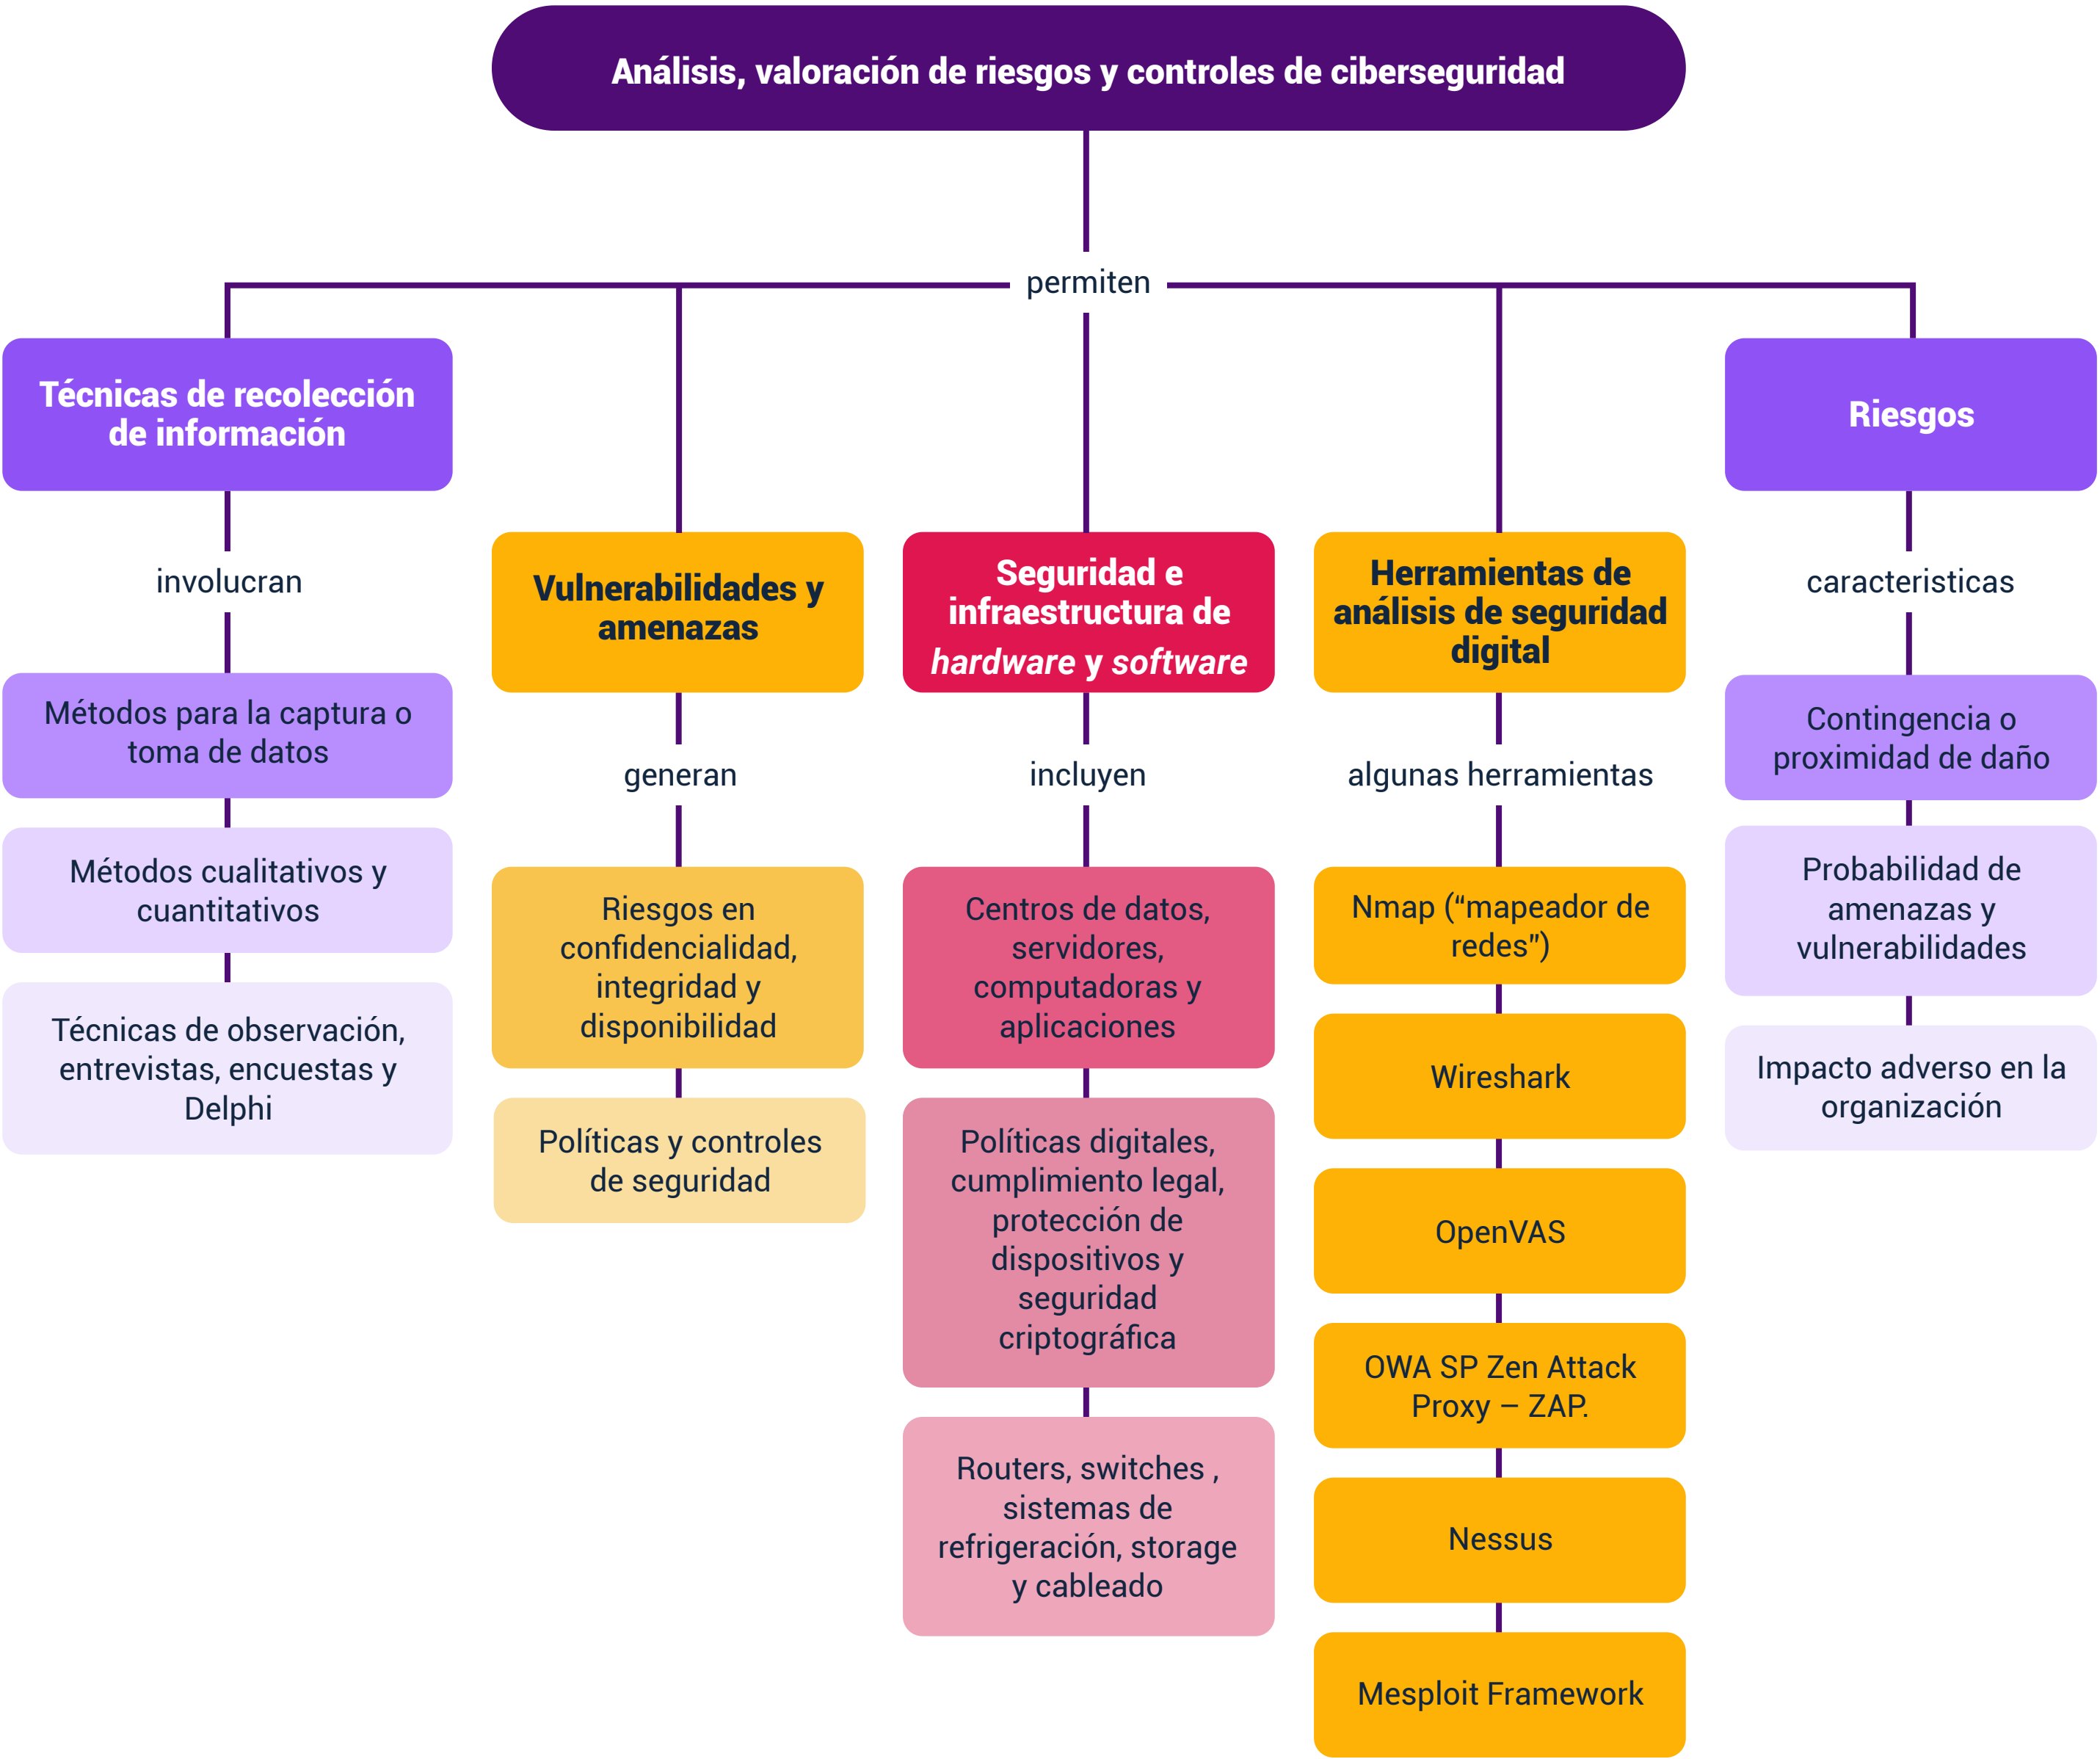 Análisis, valoración de riesgos y controles de ciberseguridad
permiten
Técnicas de recolección
de información
involucran
Métodos para la captura o
toma de datos
Métodos cualitativos y
cuantitativos
Técnicas de observación,
entrevistas, encuestas y
Delphi
Vulnerabilidades y
amenazas
generan
Riesgos en
confidencialidad,
integridad y
disponibilidad
Políticas y controles
de seguridad
Seguridad e
infraestructura de
hardware y software
incluyen
Centros de datos,
servidores,
computadoras y
aplicaciones
Políticas digitales,
cumplimiento legal,
protección de
dispositivos y
seguridad
criptográfica
Routers, switches ,
sistemas de
refrigeración, storage
y cableado
Herramientas de
análisis de seguridad
digital
algunas herramientas
Nmap (“mapeador de
redes”)
Wireshark
OpenVAS
OWA SP Zen Attack
Proxy – ZAP.
Nessus
Mesploit Framework
Riesgos
caracteristicas
Contingencia o
proximidad de daño
Probabilidad de
amenazas y
vulnerabilidades
Impacto adverso en la
organización